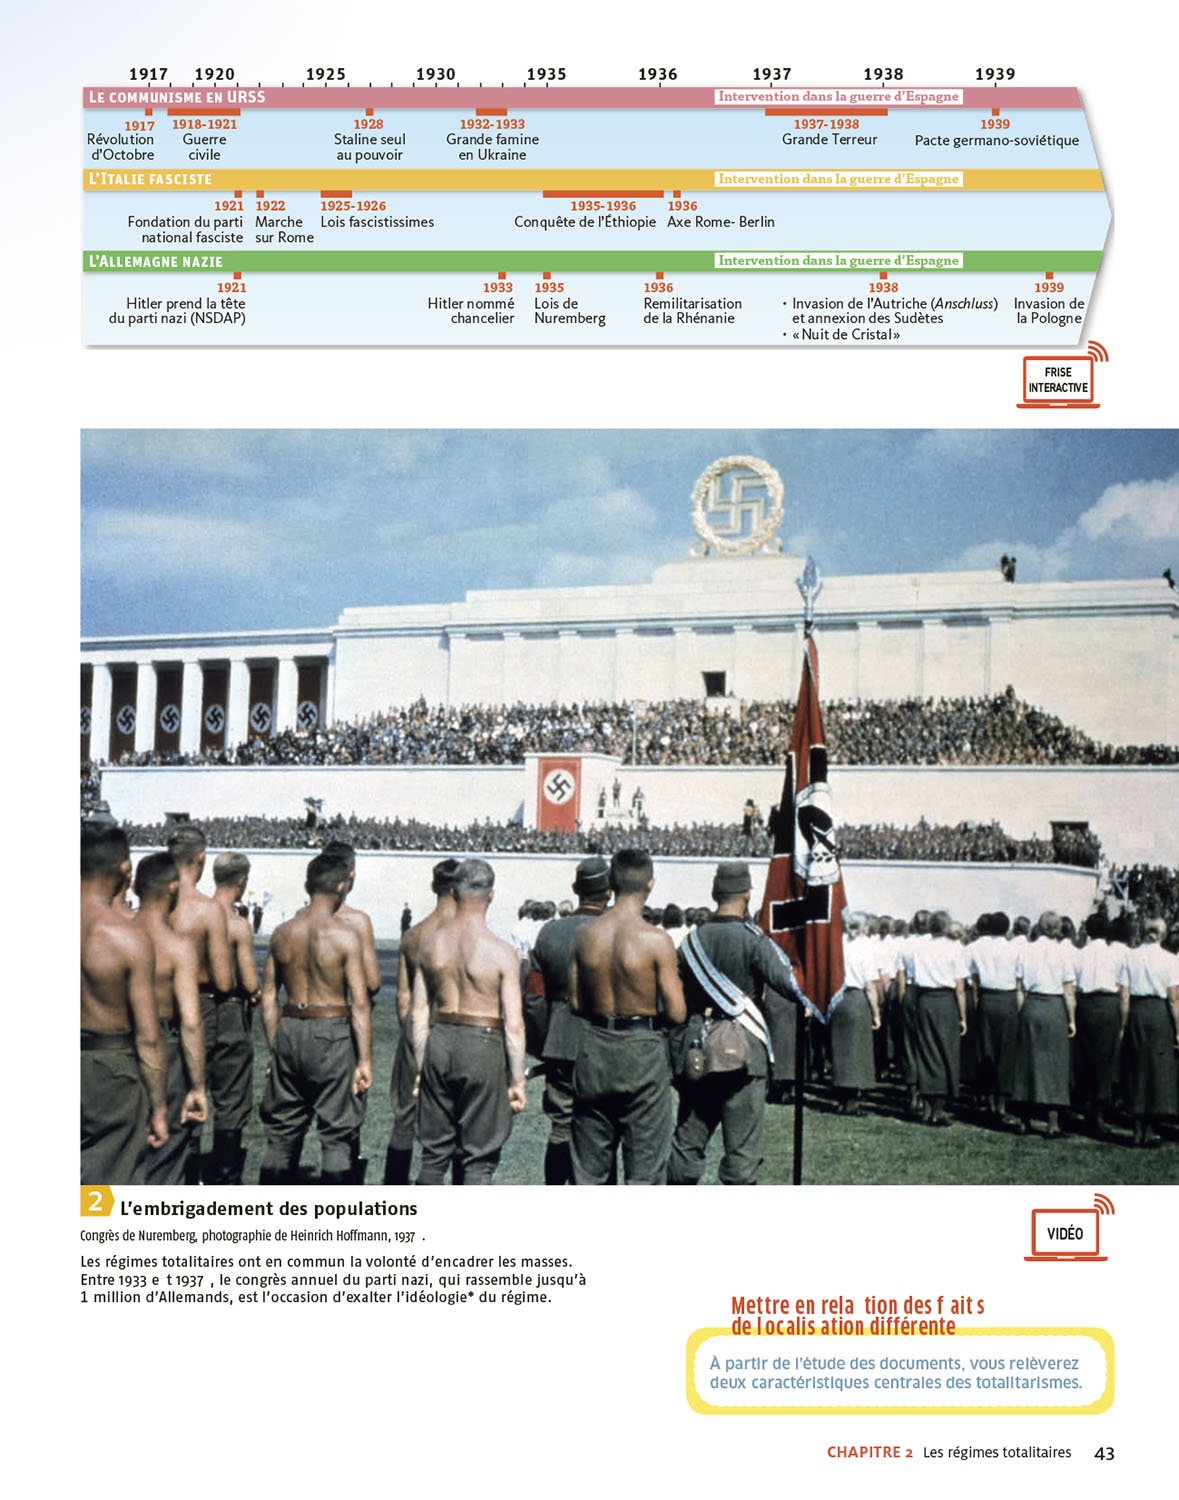 1917 1920 1925 1930 1935 1936 1937 1938 1939
LE COMMUNISME EN URSS Intervention dans la guerre d'Espagne
1917 1918-1921 1928 1932-1933 1937-1938 1939
Révolution Guerre Staline seul Grande famine Grande Terreur Pacte germano-soviétique
d'Octobre civile au pouvoir en Ukraine
L'ITALIE FASCISTE Intervention dans la guerre d'Espagne
1921 1922 1925-1926 1935-1936 1936
Fondation du parti Marche Lois fascistissimes Conquête de l'Éthiopie Axe Rome- Berlin
national fasciste sur Rome
L'ALLEMAGNE NAZIE Intervention dans la guerre d'Espagne
1921 1933 1935 1936 1938 1939
Hitler prend la tête Hitler nommé Lois de Remilitarisation • Invasion de l'Autriche (Anschluss) Invasion de
du parti nazi (NSDAP) chancelier Nuremberg de la Rhénanie et annexion des Sudètes la Pologne
• « Nuit de Cristal »
FRISE
INTERACTIVE
2 L'embrigadement des populations
Congrès de Nuremberg, photographie de Heinrich Hoffmann, 1937 .
VIDÉO
Les régimes totalitaires ont en commun la volonté d'encadrer les masses.
Entre 1933 e t 1937 , le congrès annuel du parti nazi, qui rassemble jusqu'à
1 million d'Allemands, est l'occasion d'exalter l'idéologie* du régime.
Mettre en rela tion des f ait s
de l ocalis ation différente
À partir de l'étude des documents, vous relèverez
deux caractéristiques centrales des totalitarismes.
CHAPITRE 2 Les régimes totalitaires 43